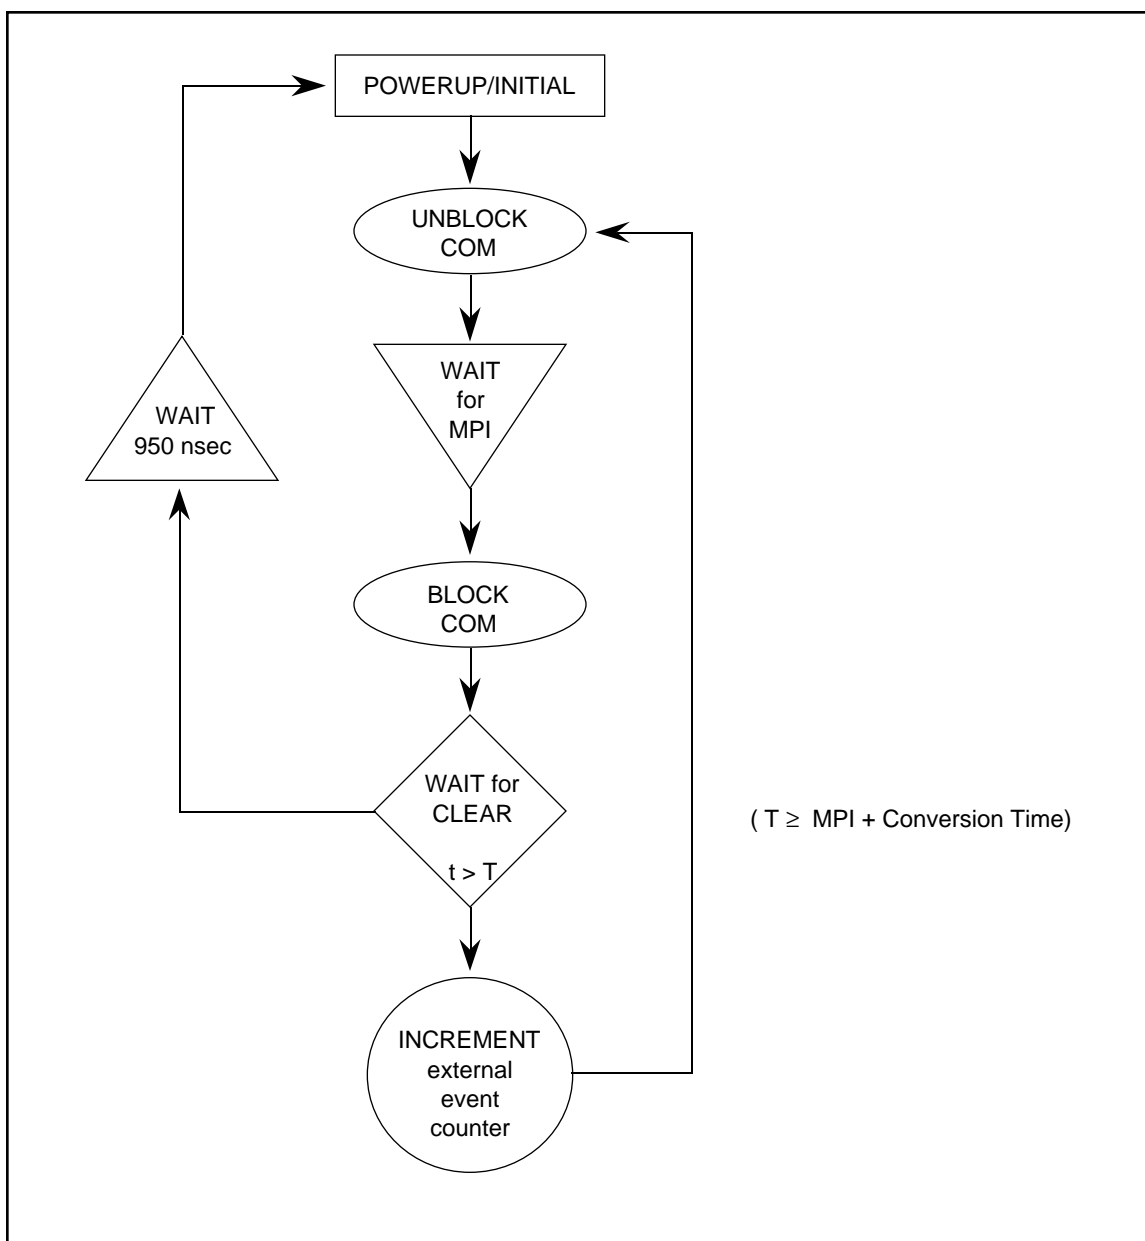 POWERUP/INITIAL
UNBLOCK
COM
WAIT
for
MPI
WAIT
950 nsec
BLOCK
COM
WAIT for
CLEAR
t > T
( T ≥ MPI + Conversion Time)
INCREMENT
external
event
counter